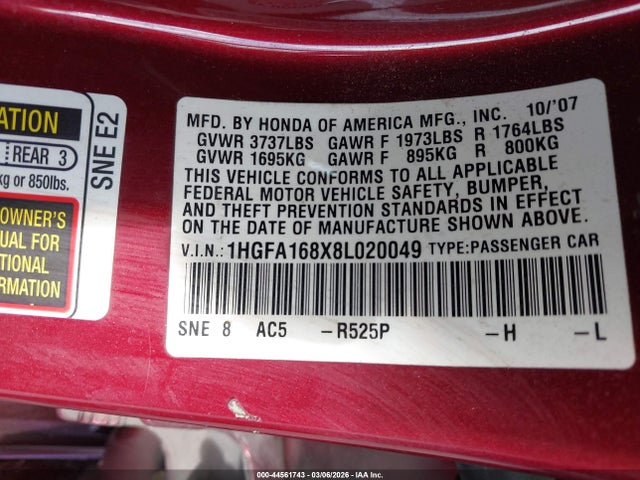 ATION
REAR 3
kg or 850lbs.
OWNER'S
UAL FOR
TIONAL
RMATION
SNE E2
MFD. BY HONDA OF AMERICA MFG., INC. 10/'07
GVWR 3737LBS GAWR F 1973LBS R 1764LBS
GVWR 1695KG GAWR F 895KG R 800KG
THIS VEHICLE CONFORMS TO ALL APPLICABLE
FEDERAL MOTOR VEHICLE SAFETY, BUMPER,
AND THEFT PREVENTION STANDARDS IN EFFECT
ON THE DATE OF MANUFACTURE SHOWN ABOVE.
V.I.N.: 1HGFA168X8L020049 TYPE:PASSENGER CAR
SNE 8 AC5 –R525P –H –L
000-44561743 - 03/06/2026 - IAA Inc.